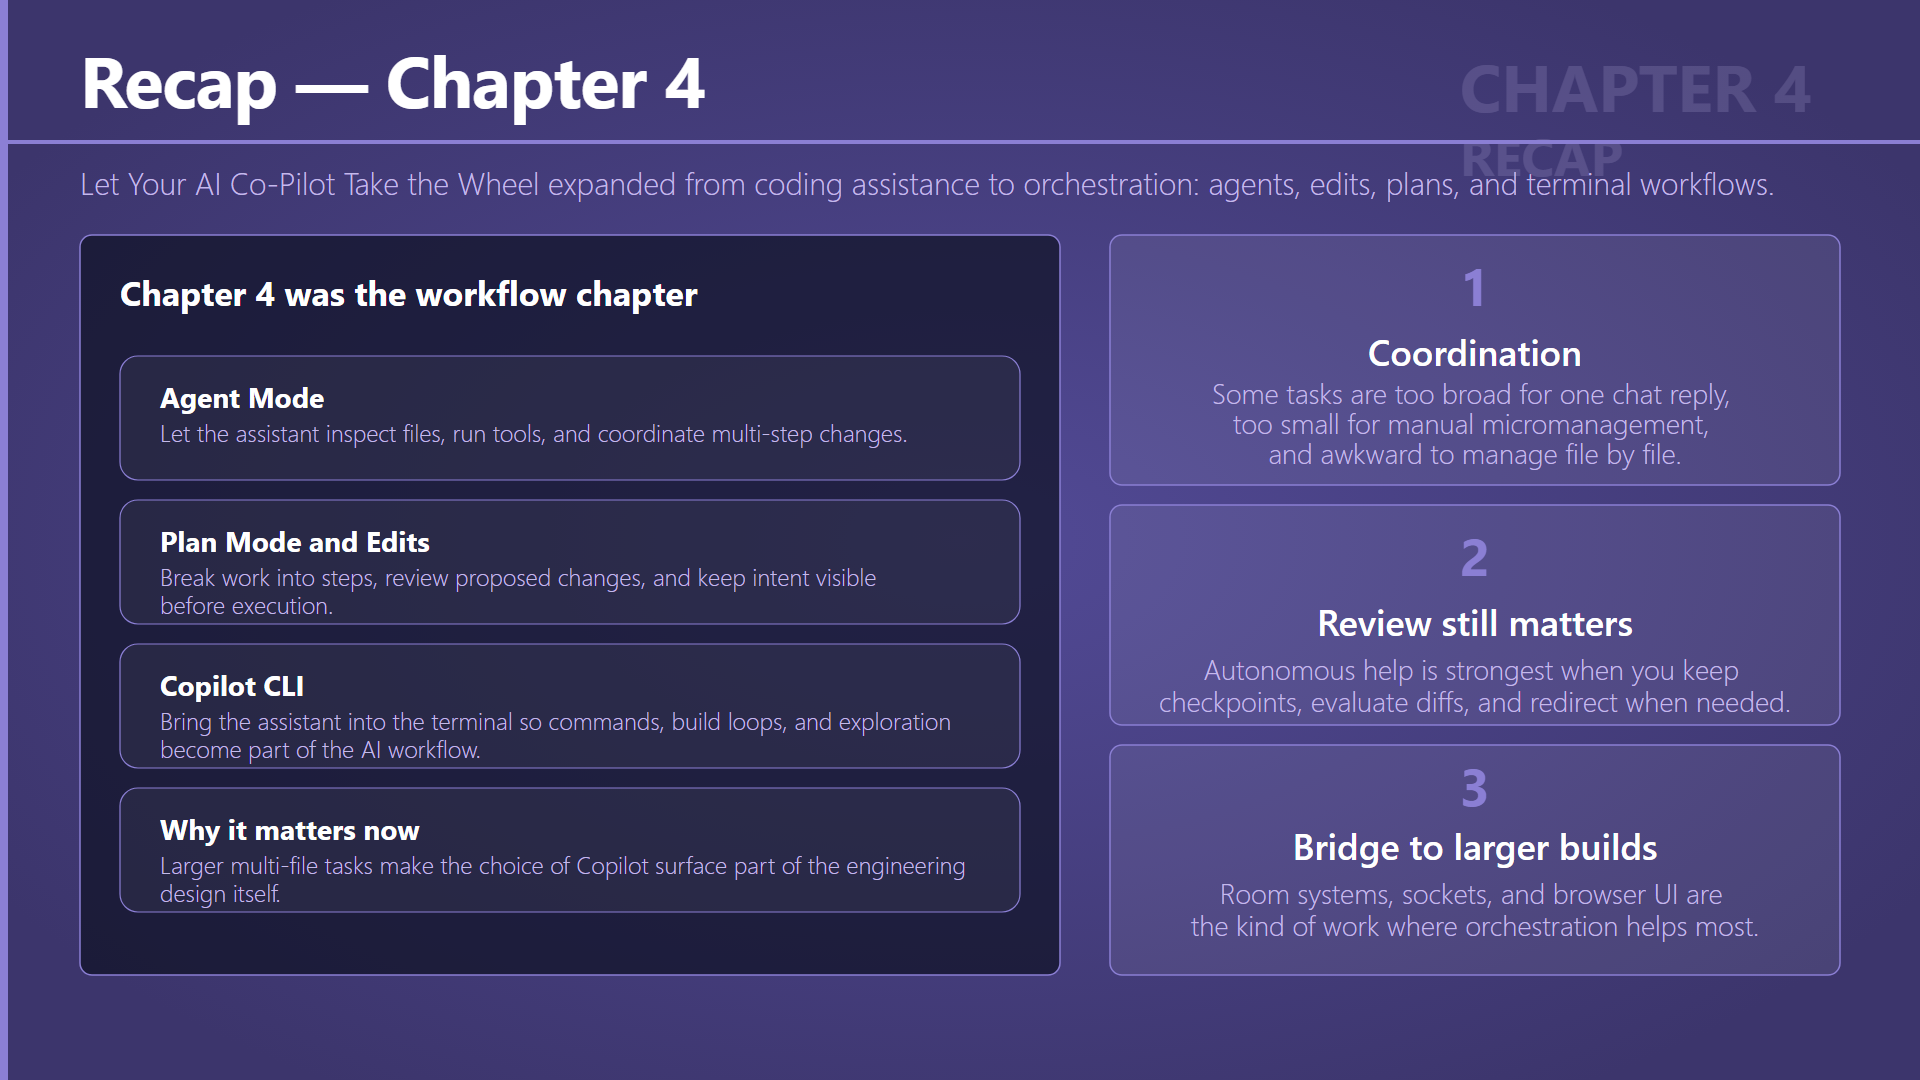 Recap — Chapter 4
CHAPTER 4
RECAP
Let Your AI Co-Pilot Take the Wheel expanded from coding assistance to orchestration: agents, edits, plans, and terminal workflows.
Chapter 4 was the workflow chapter
Agent Mode
Let the assistant inspect files, run tools, and coordinate multi-step changes.
Plan Mode and Edits
Break work into steps, review proposed changes, and keep intent visible
before execution.
Copilot CLI
Bring the assistant into the terminal so commands, build loops, and exploration
become part of the AI workflow.
Why it matters now
Larger multi-file tasks make the choice of Copilot surface part of the engineering
design itself.
1
Coordination
Some tasks are too broad for one chat reply,
too small for manual micromanagement,
and awkward to manage file by file.
2
Review still matters
Autonomous help is strongest when you keep
checkpoints, evaluate diffs, and redirect when needed.
3
Bridge to larger builds
Room systems, sockets, and browser UI are
the kind of work where orchestration helps most.